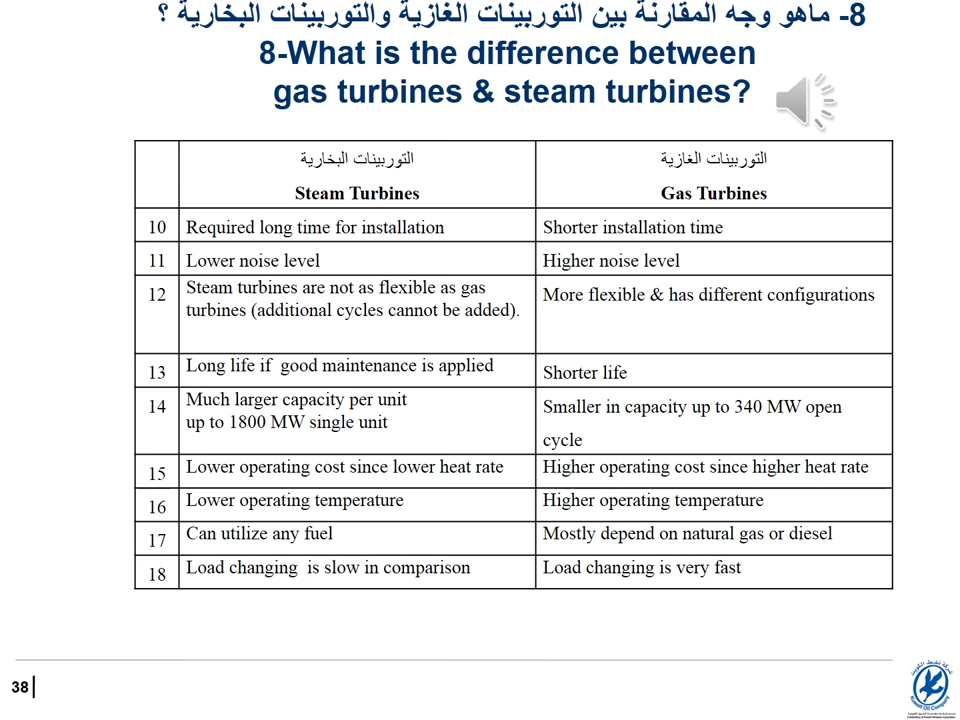 8- ماهو وجه المقارنة بين التوربينات الغازية والتوربينات البخارية ؟
8-What is the difference between
gas turbines & steam turbines?
التوربينات البخارية
Steam Turbines
التوربينات الغازية
Gas Turbines
10 Required long time for installation Shorter installation time
11 Lower noise level Higher noise level
12 Steam turbines are not as flexible as gas
turbines (additional cycles cannot be added).
More flexible & has different configurations
13 Long life if good maintenance is applied Shorter life
14 Much larger capacity per unit
up to 1800 MW single unit
Smaller in capacity up to 340 MW open
cycle
15 Lower operating cost since lower heat rate Higher operating cost since higher heat rate
16 Lower operating temperature Higher operating temperature
17 Can utilize any fuel Mostly depend on natural gas or diesel
18 Load changing is slow in comparison Load changing is very fast
38
شركة نفط الكويت
Kuwait Oil Company